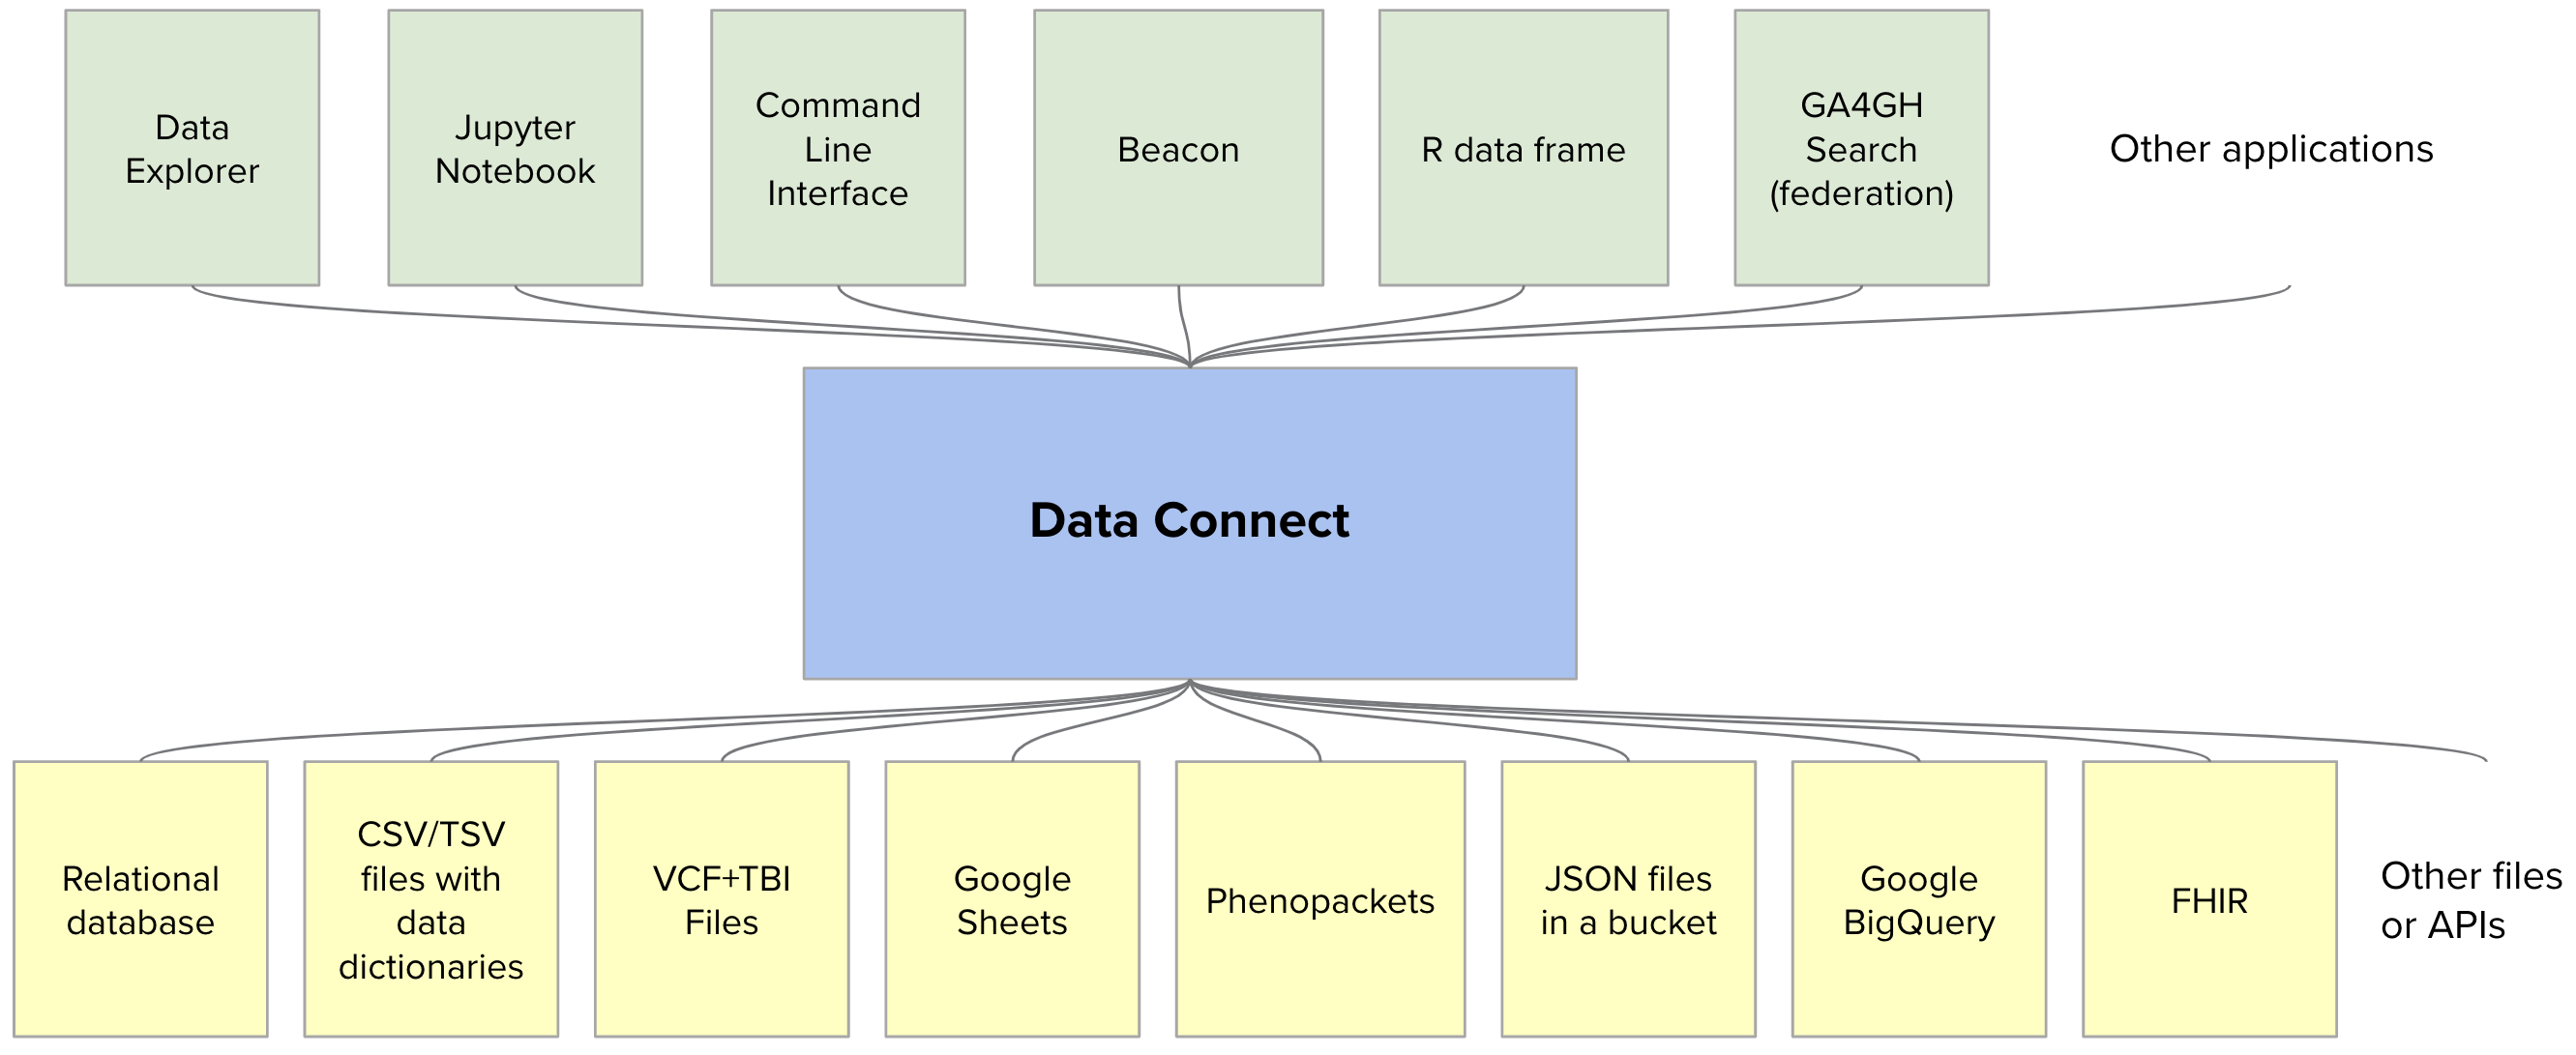 Data
Explorer
Jupyter
Notebook
Command
Line
Interface
Beacon
R data frame
GA4GH
Search
(federation)
Other applications
Data Connect
Relational
database
CSV/TSV
files with
data
dictionaries
VCF+TBI
Files
Google
Sheets
Phenopackets
JSON files
in a bucket
Google
BigQuery
FHIR
Other files
or APIs